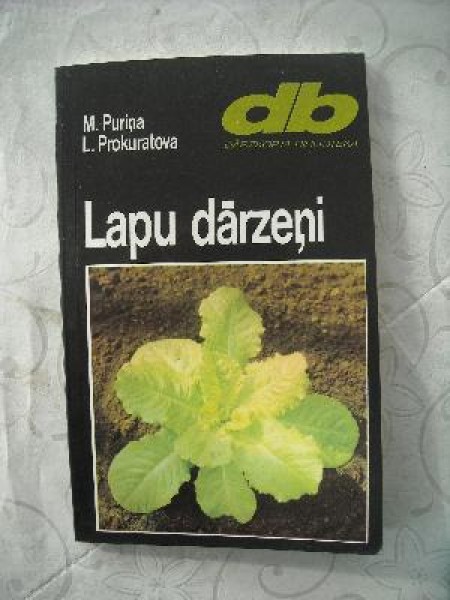 M. Puriņa
L. Prokuratova
db
Lapu dārzeņi